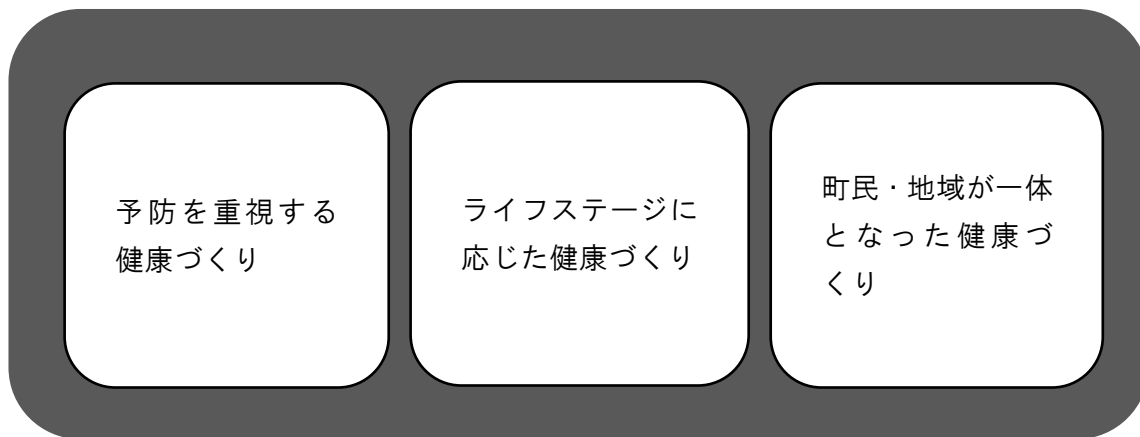 予防を重視する
健康づくり
ライフステージに
応じた健康づくり
町民・地域が一体
となった健康づ
くり